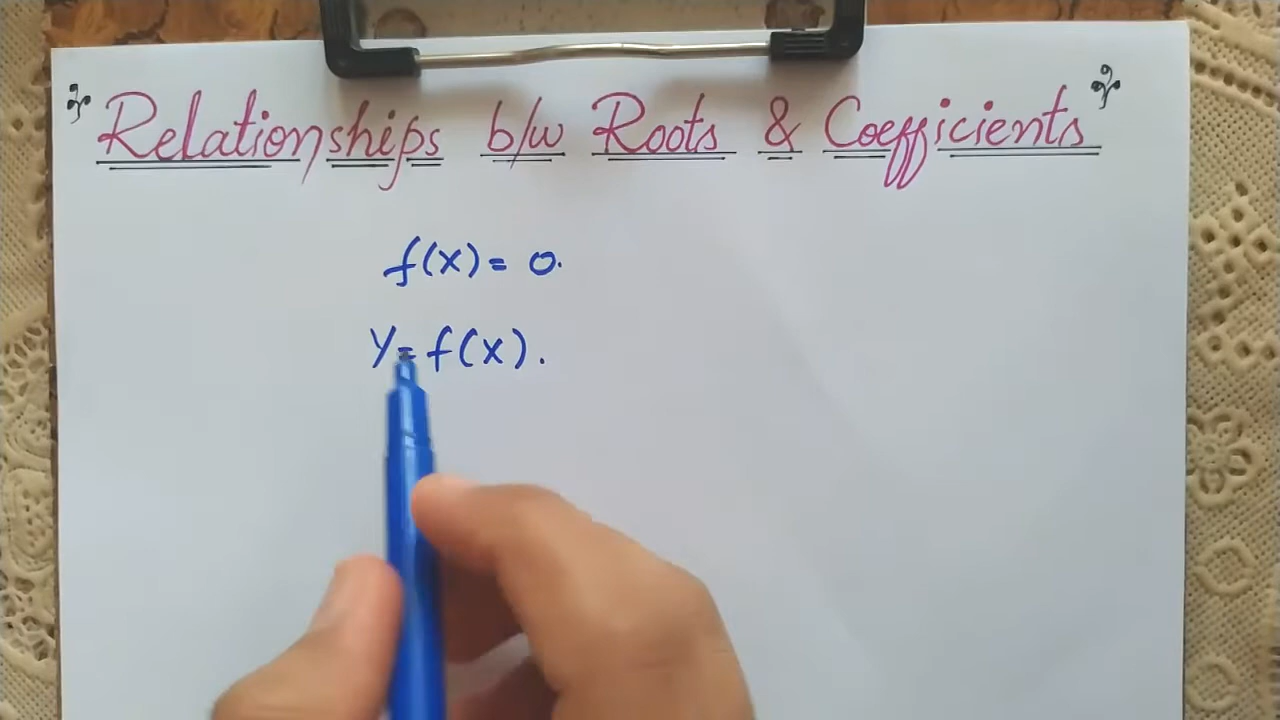 Relationships b/w Roots & Coefficients
f(x) = 0.
y = f(x).